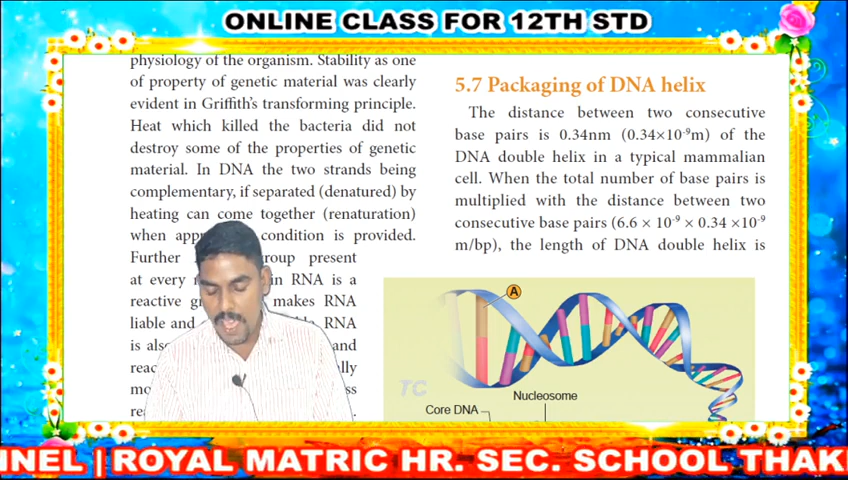 ONLINE CLASS FOR 12TH STD
physiology of the organism. Stability as one
of property of genetic material was clearly
evident in Griffith's transforming principle.
Heat which killed the bacteria did not
destroy some of the properties of genetic
material. In DNA the two strands being
complementary, if separated (denatured) by
heating can come together (renaturation)
when condition is provided.
Further group present
at every in RNA is a
reactive makes RNA
liable and RNA
is and
5.7 Packaging of DNA helix
The distance between two consecutive
base pairs is 0.34nm (0.34×10⁻⁹m) of the
DNA double helix in a typical mammalian
cell. When the total number of base pairs is
multiplied with the distance between two
consecutive base pairs (6.6 × 10⁻⁹ × 0.34 ×10⁻⁹
m/bp), the length of DNA double helix is
A
TC
Nucleosome
Core DNA
NEL | ROYAL MATRIC HR. SEC. SCHOOL THAK